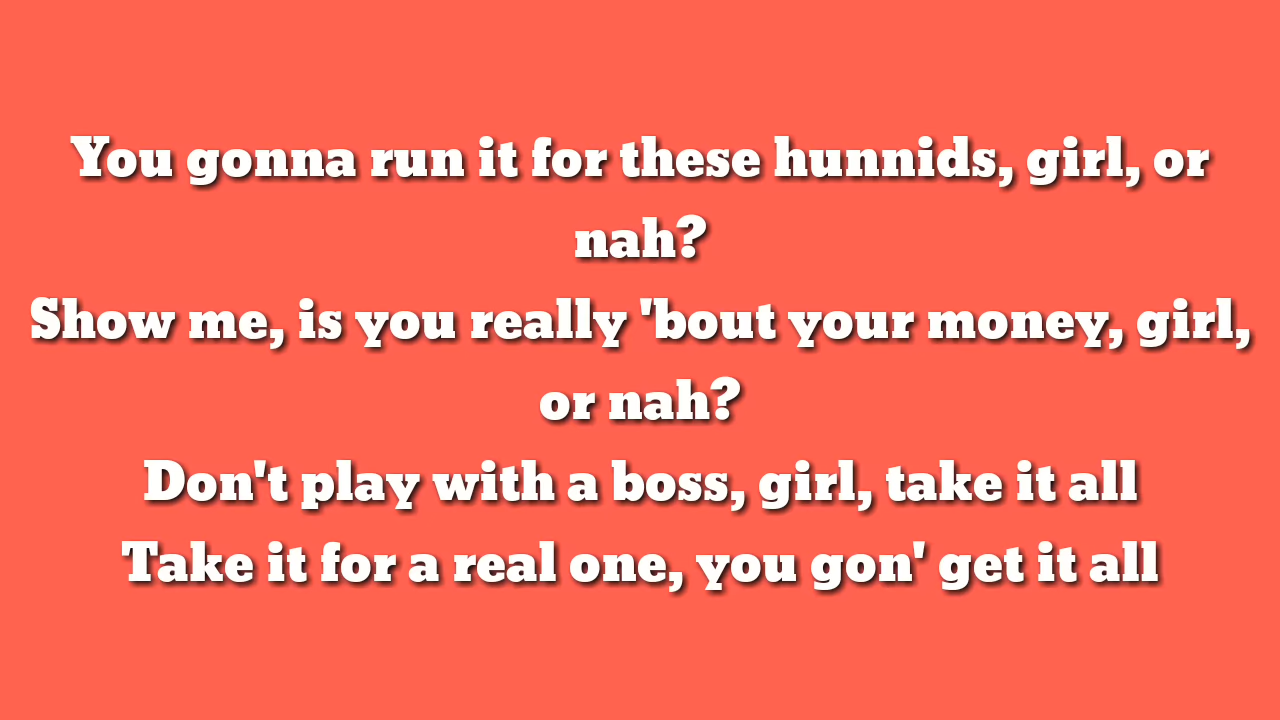 You gonna run it for these hunnids, girl, or
nah?
Show me, is you really 'bout your money, girl,
or nah?
Don't play with a boss, girl, take it all
Take it for a real one, you gon' get it all